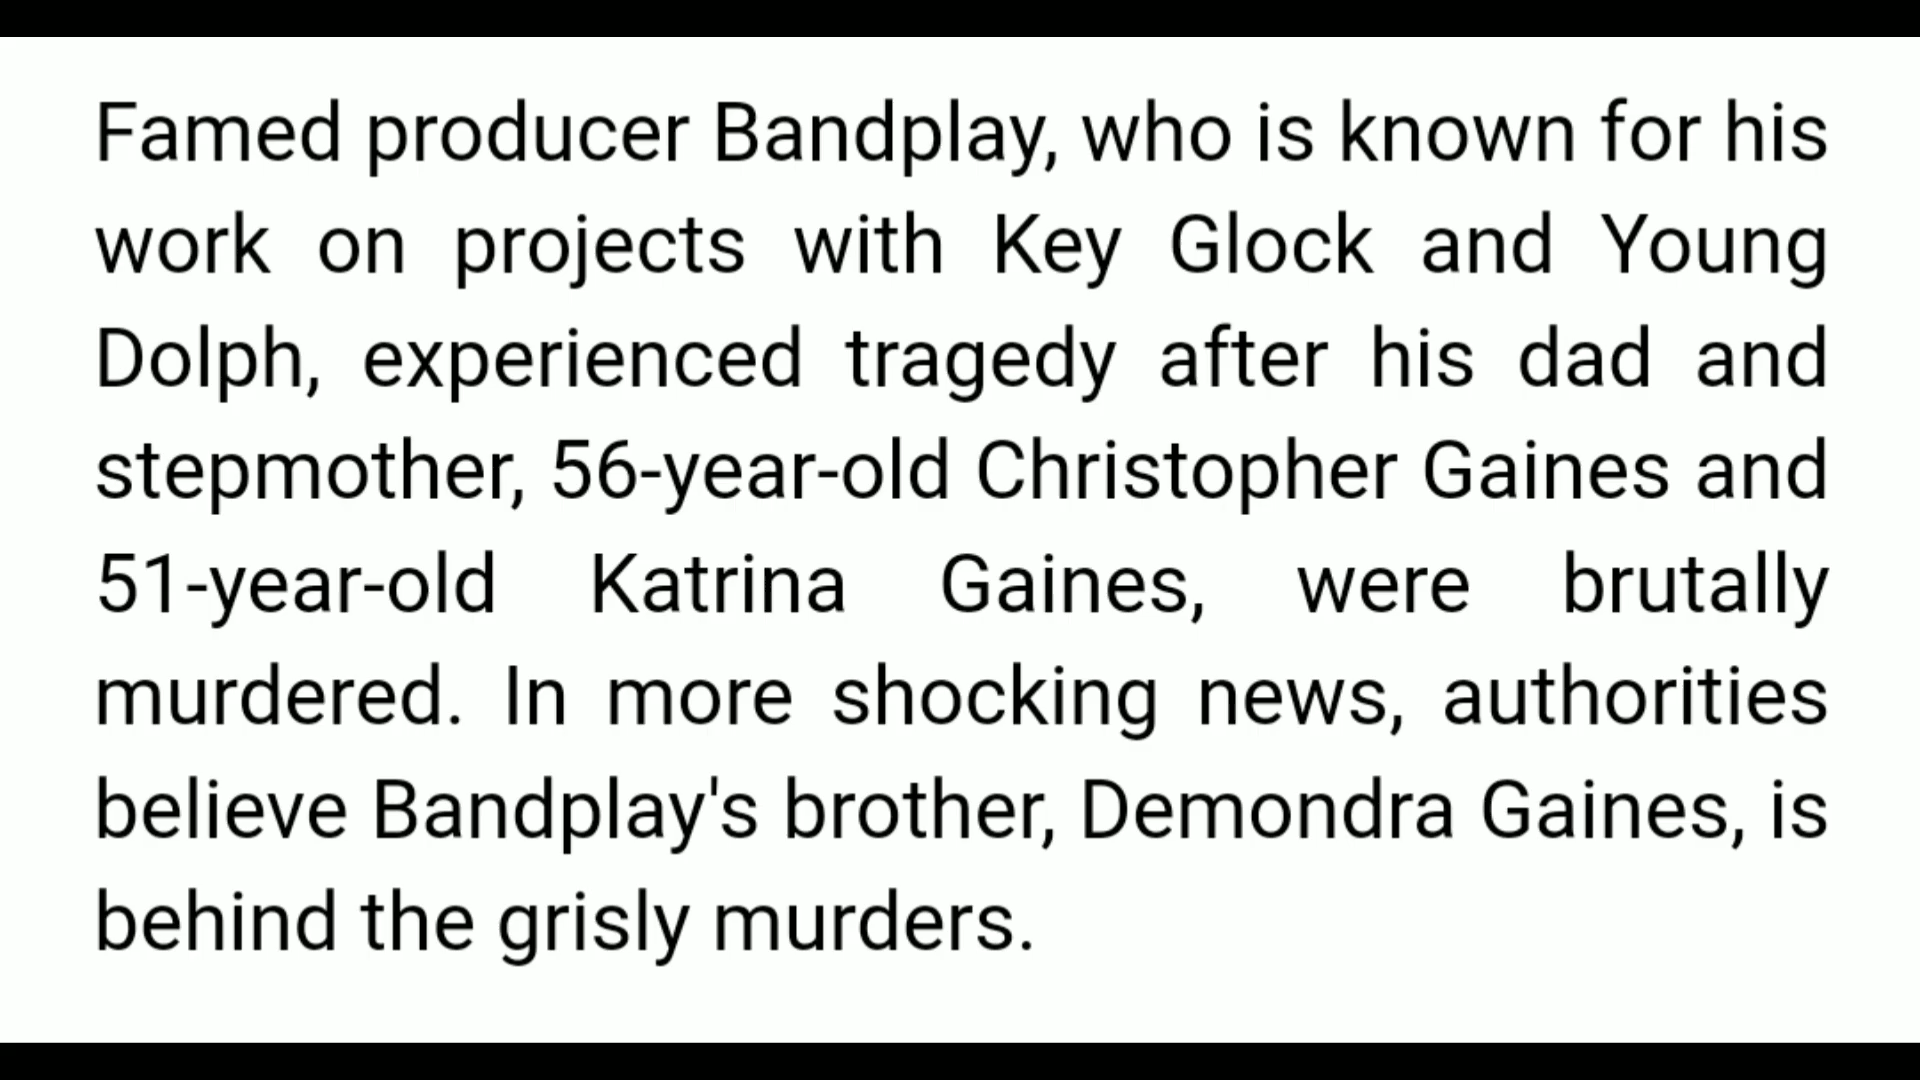 Famed producer Bandplay, who is known for his
work on projects with Key Glock and Young
Dolph, experienced tragedy after his dad and
stepmother, 56-year-old Christopher Gaines and
51-year-old Katrina Gaines, were brutally
murdered. In more shocking news, authorities
believe Bandplay's brother, Demondra Gaines, is
behind the grisly murders.